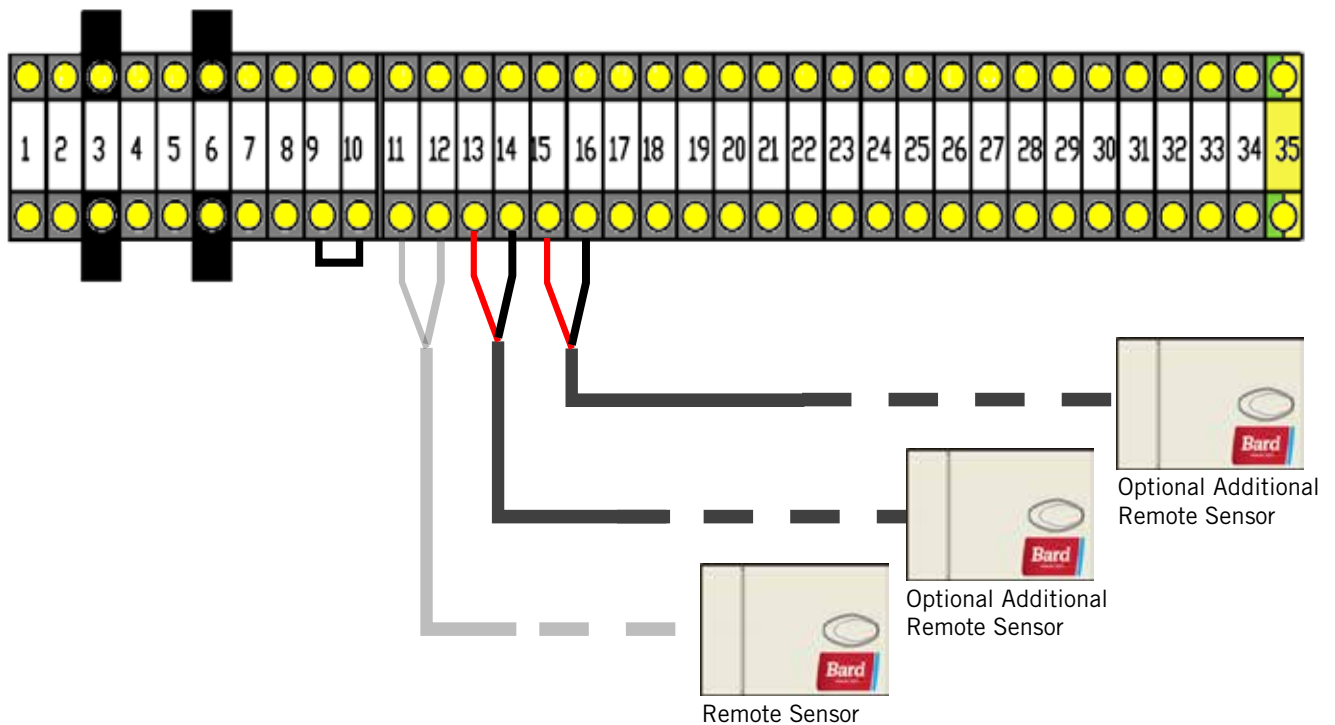 1 2 3 4 5 6 7 8 9 10 11 12 13 14 15 16 17 18 19 20 21 22 23 24 25 26 27 28 29 30 31 32 33 34 35
Bard
Optional Additional
Remote Sensor
Bard
Optional Additional
Remote Sensor
Bard
Remote Sensor